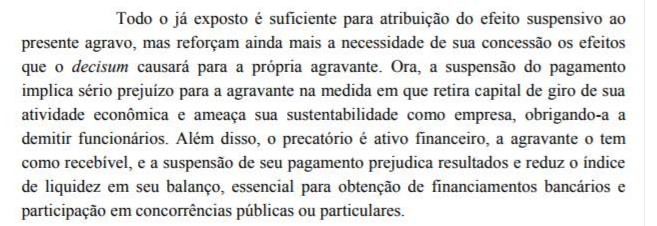 Todo o já exposto é suficiente para atribuição do efeito suspensivo ao
presente agravo, mas reforçam ainda mais a necessidade de sua concessão os efeitos
que o decisum causará para a própria agravante. Ora, a suspensão do pagamento
implica sério prejuízo para a agravante na medida em que retira capital de giro de sua
atividade econômica e ameaça sua sustentabilidade como empresa, obrigando-a a
demitir funcionários. Além disso, o precatório é ativo financeiro, a agravante o tem
como recebível, e a suspensão de seu pagamento prejudica resultados e reduz o índice
de liquidez em seu balanço, essencial para obtenção de financiamentos bancários e
participação em concorrências públicas ou particulares.